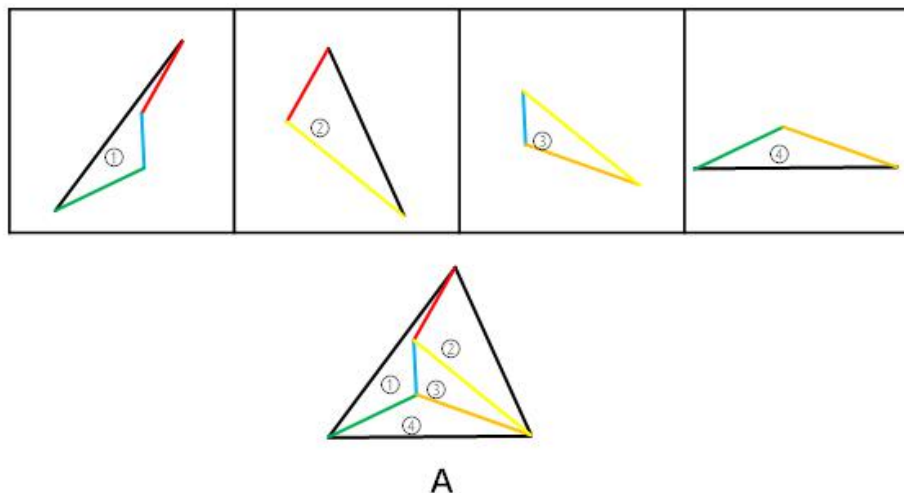 ① ② ③ ④
② 
① ③
④
A